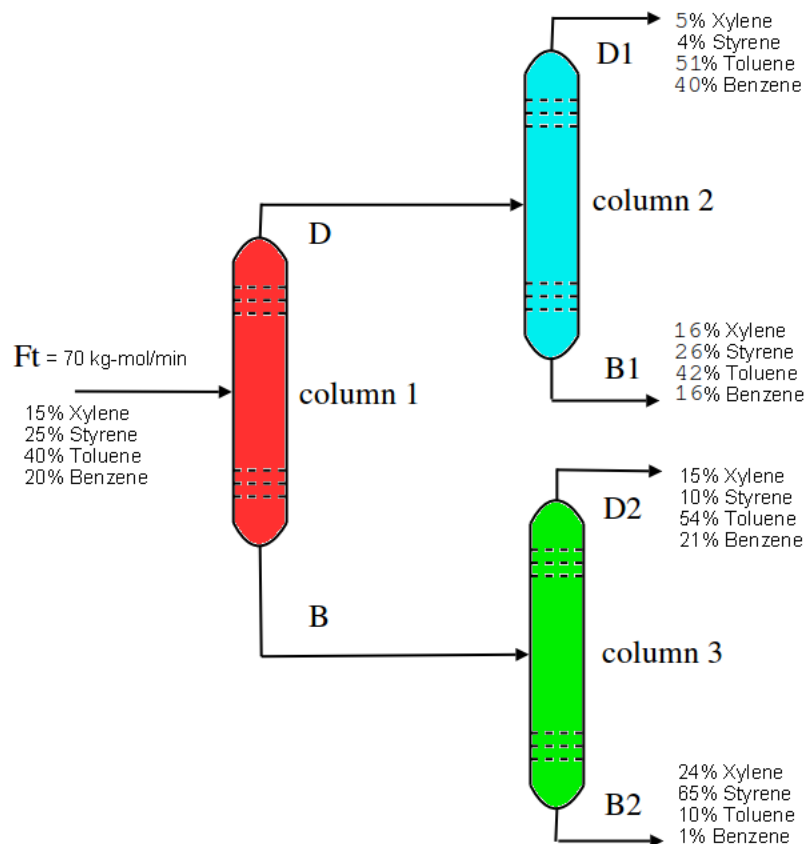 5% Xylene
4% Styrene
51% Toluene
40% Benzene
D1
column 2
D
16% Xylene
26% Styrene
42% Toluene
16% Benzene
B1
Ft = 70 kg-mol/min
column 1
15% Xylene
25% Styrene
40% Toluene
20% Benzene
15% Xylene
10% Styrene
54% Toluene
21% Benzene
D2
B
column 3
24% Xylene
65% Styrene
10% Toluene
1% Benzene
B2